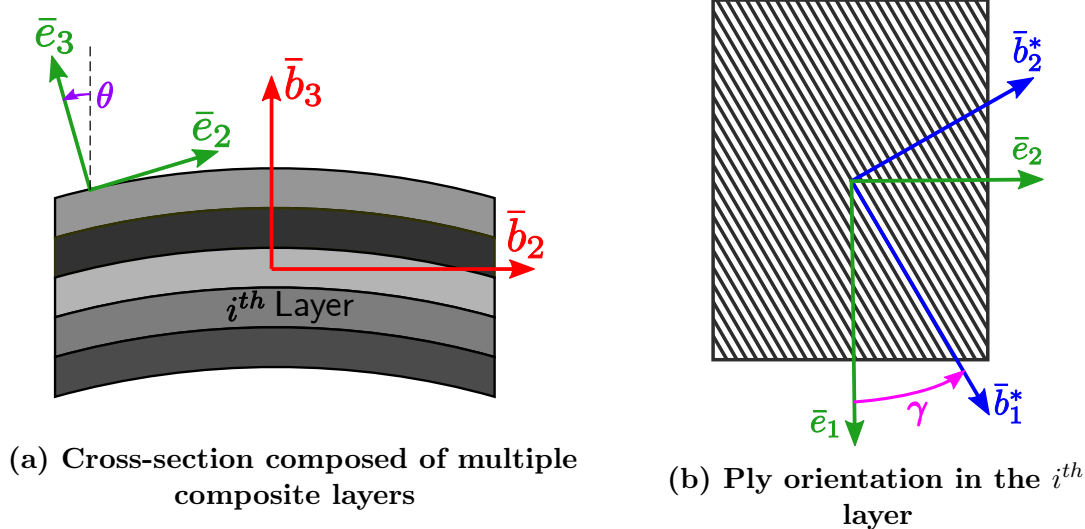 ē₃
θ
ē₂
b̄₃
b̄₂
iᵗʰ Layer
(a) Cross-section composed of multiple
composite layers
b̄₂*
ē₂
ē₁
γ
b̄₁*
(b) Ply orientation in the iᵗʰ
layer